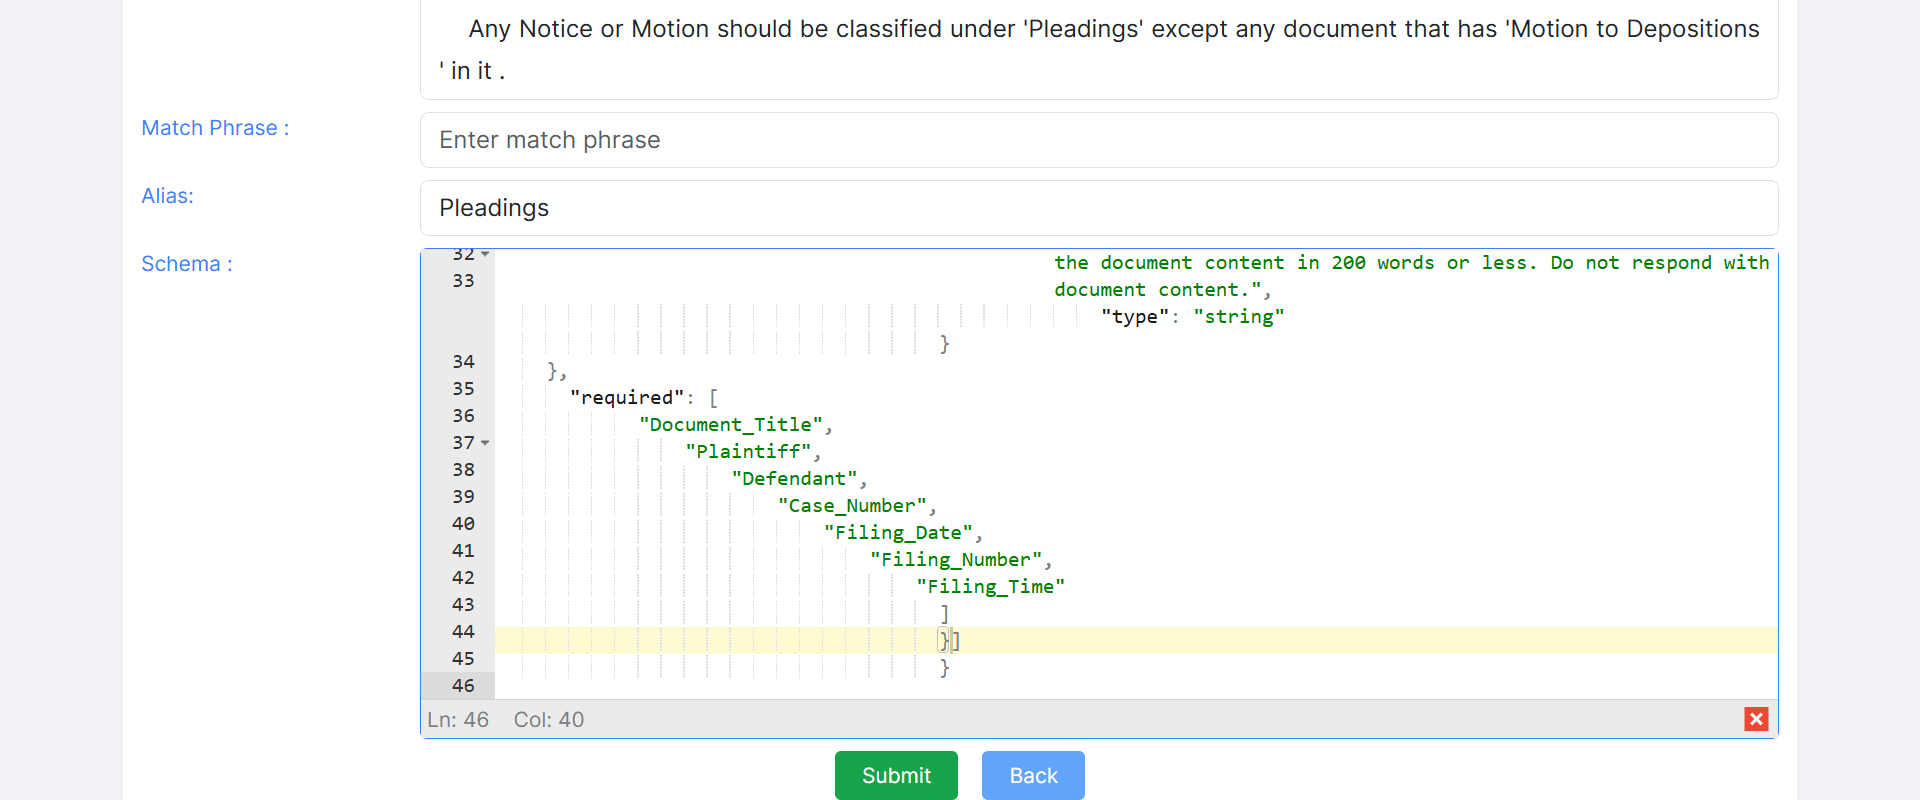 Any Notice or Motion should be classified under 'Pleadings' except any document that has 'Motion to Depositions
' in it .
Match Phrase :
Enter match phrase
Alias:
Pleadings
Schema :
32
33
the document content in 200 words or less. Do not respond with
document content.",
"type": "string"
}
34
},
35
"required": [
36
"Document_Title",
37
"Plaintiff",
38
"Defendant",
39
"Case_Number",
40
"Filing_Date",
41
"Filing_Number",
42
"Filing_Time"
43
]
44
}]
45
}
46
Ln: 46 Col: 40
Submit
Back